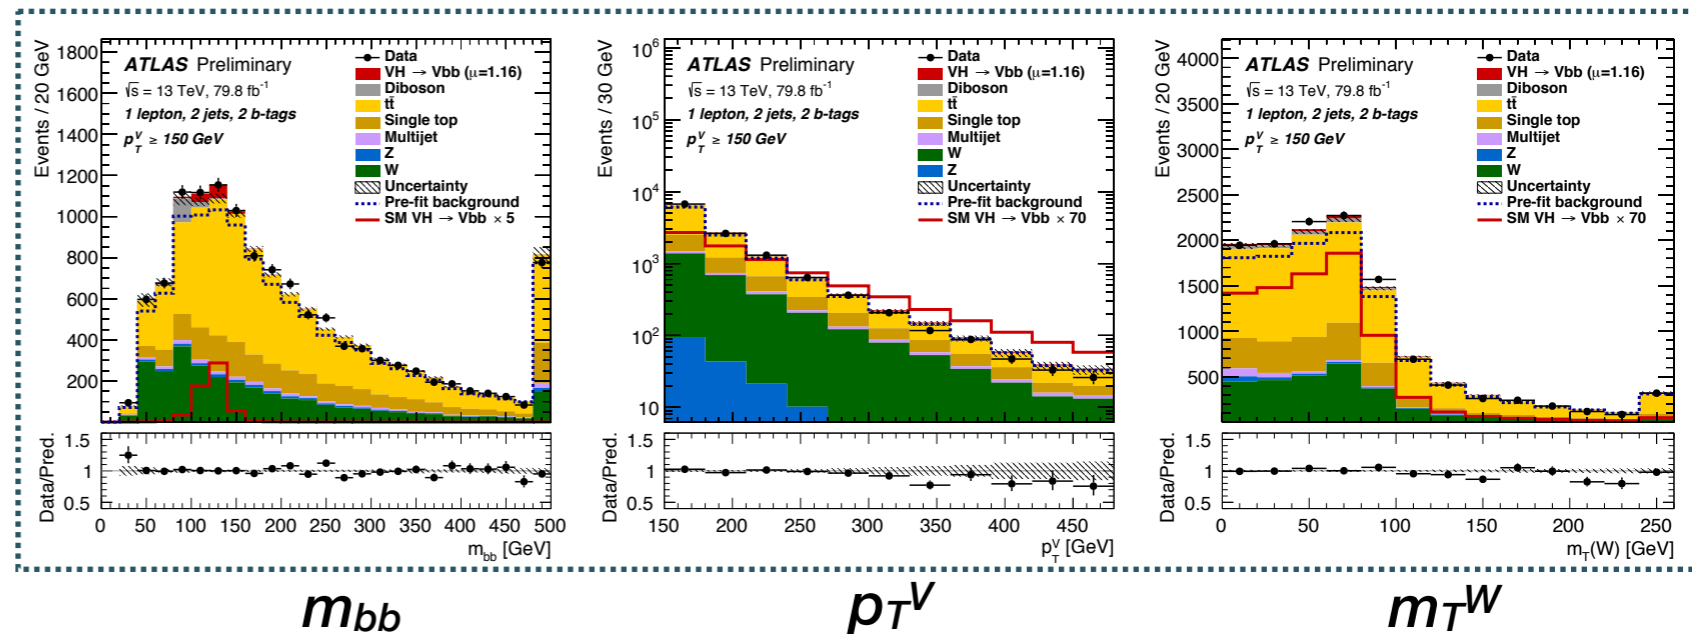 Events / 20 GeV
1800
1600
1400
1200
1000
800
600
400
200
ATLAS Preliminary
√s = 13 TeV, 79.8 fb⁻¹
1 lepton, 2 jets, 2 b-tags
p_T^V ≥ 150 GeV
Data
VH → Vbb (μ=1.16)
Diboson
tt̄
Single top
Multijet
Z
W
Uncertainty
Pre-fit background
SM VH → Vbb × 5
Data/Pred.
1.5
1
0.5
0 50 100 150 200 250 300 350 400 450 500
m_bb [GeV]
Events / 30 GeV
10⁶
10⁵
10⁴
10³
10²
10
ATLAS Preliminary
√s = 13 TeV, 79.8 fb⁻¹
1 lepton, 2 jets, 2 b-tags
p_T^V ≥ 150 GeV
Data
VH → Vbb (μ=1.16)
Diboson
tt̄
Single top
Multijet
W
Z
Uncertainty
Pre-fit background
SM VH → Vbb × 70
Data/Pred.
1.5
1
0.5
150 200 250 300 350 400 450
p_T^V [GeV]
Events / 20 GeV
4000
3500
3000
2500
2000
1500
1000
500
ATLAS Preliminary
√s = 13 TeV, 79.8 fb⁻¹
1 lepton, 2 jets, 2 b-tags
p_T^V ≥ 150 GeV
Data
VH → Vbb (μ=1.16)
Diboson
tt̄
Single top
Multijet
Z
W
Uncertainty
Pre-fit background
SM VH → Vbb × 70
Data/Pred.
1.5
1
0.5
0 50 100 150 200 250
m_T(W) [GeV]
m_bb
p_T^V
m_T^W